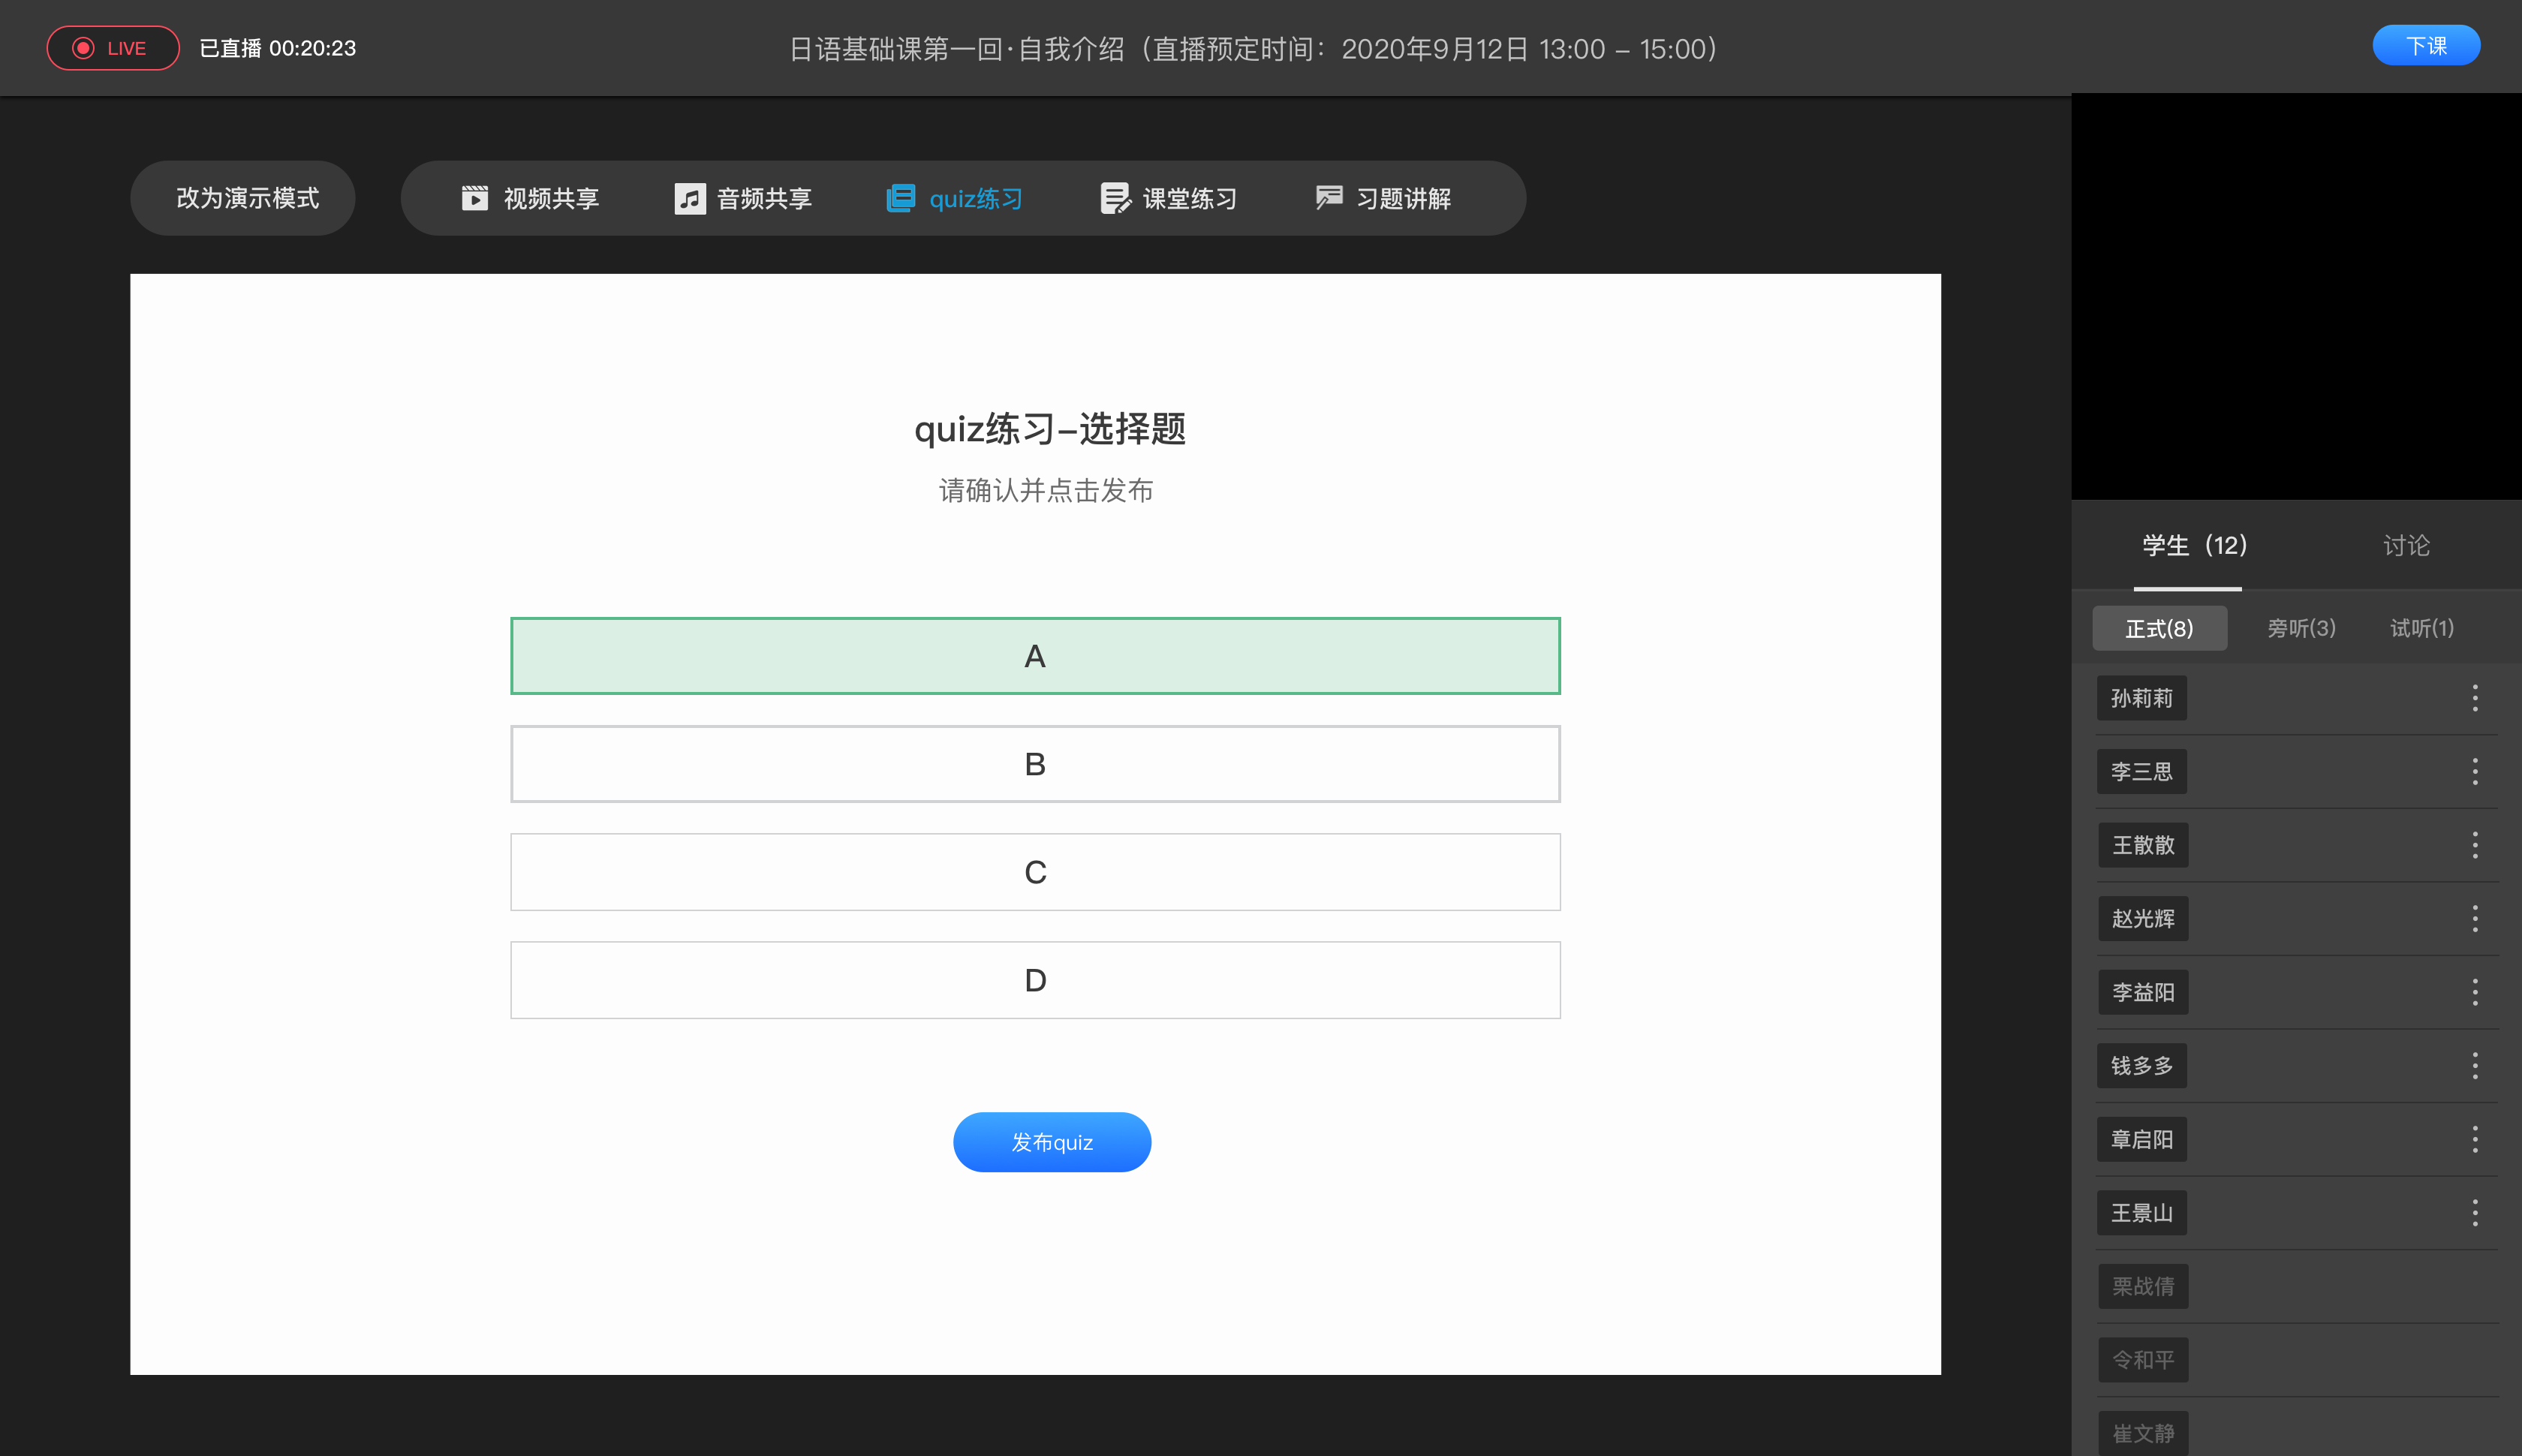 LIVE
已直播 00:20:23
日语基础课第一回·自我介绍（直播预定时间：2020年9月12日 13:00 – 15:00）
下课
改为演示模式
视频共享
音频共享
quiz练习
课堂练习
习题讲解
quiz练习–选择题
请确认并点击发布
A
B
C
D
发布quiz
学生（12）
讨论
正式(8)
旁听(3)
试听(1)
孙莉莉
李三思
王散散
赵光辉
李益阳
钱多多
章启阳
王景山
栗战倩
令和平
崔文静